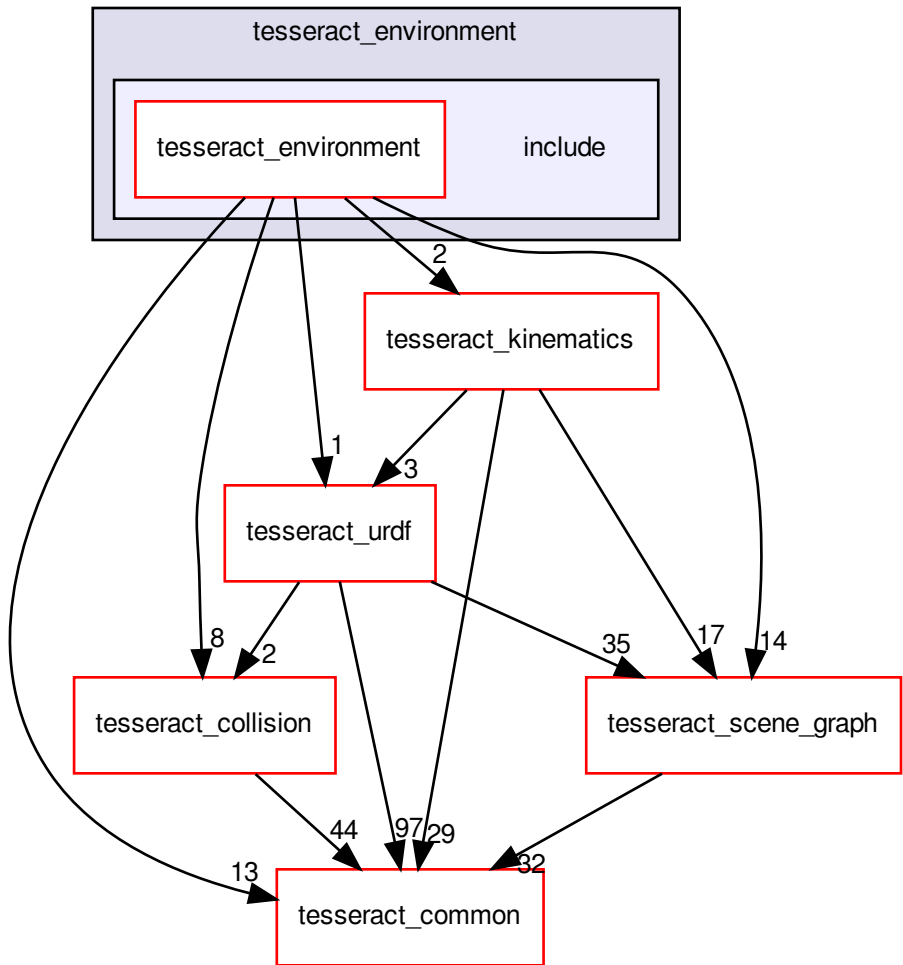 tesseract_environment
tesseract_environment
include
2
tesseract_kinematics
1
3
tesseract_urdf
8
2
35
17
14
tesseract_collision
tesseract_scene_graph
44
97
29
32
13
tesseract_common